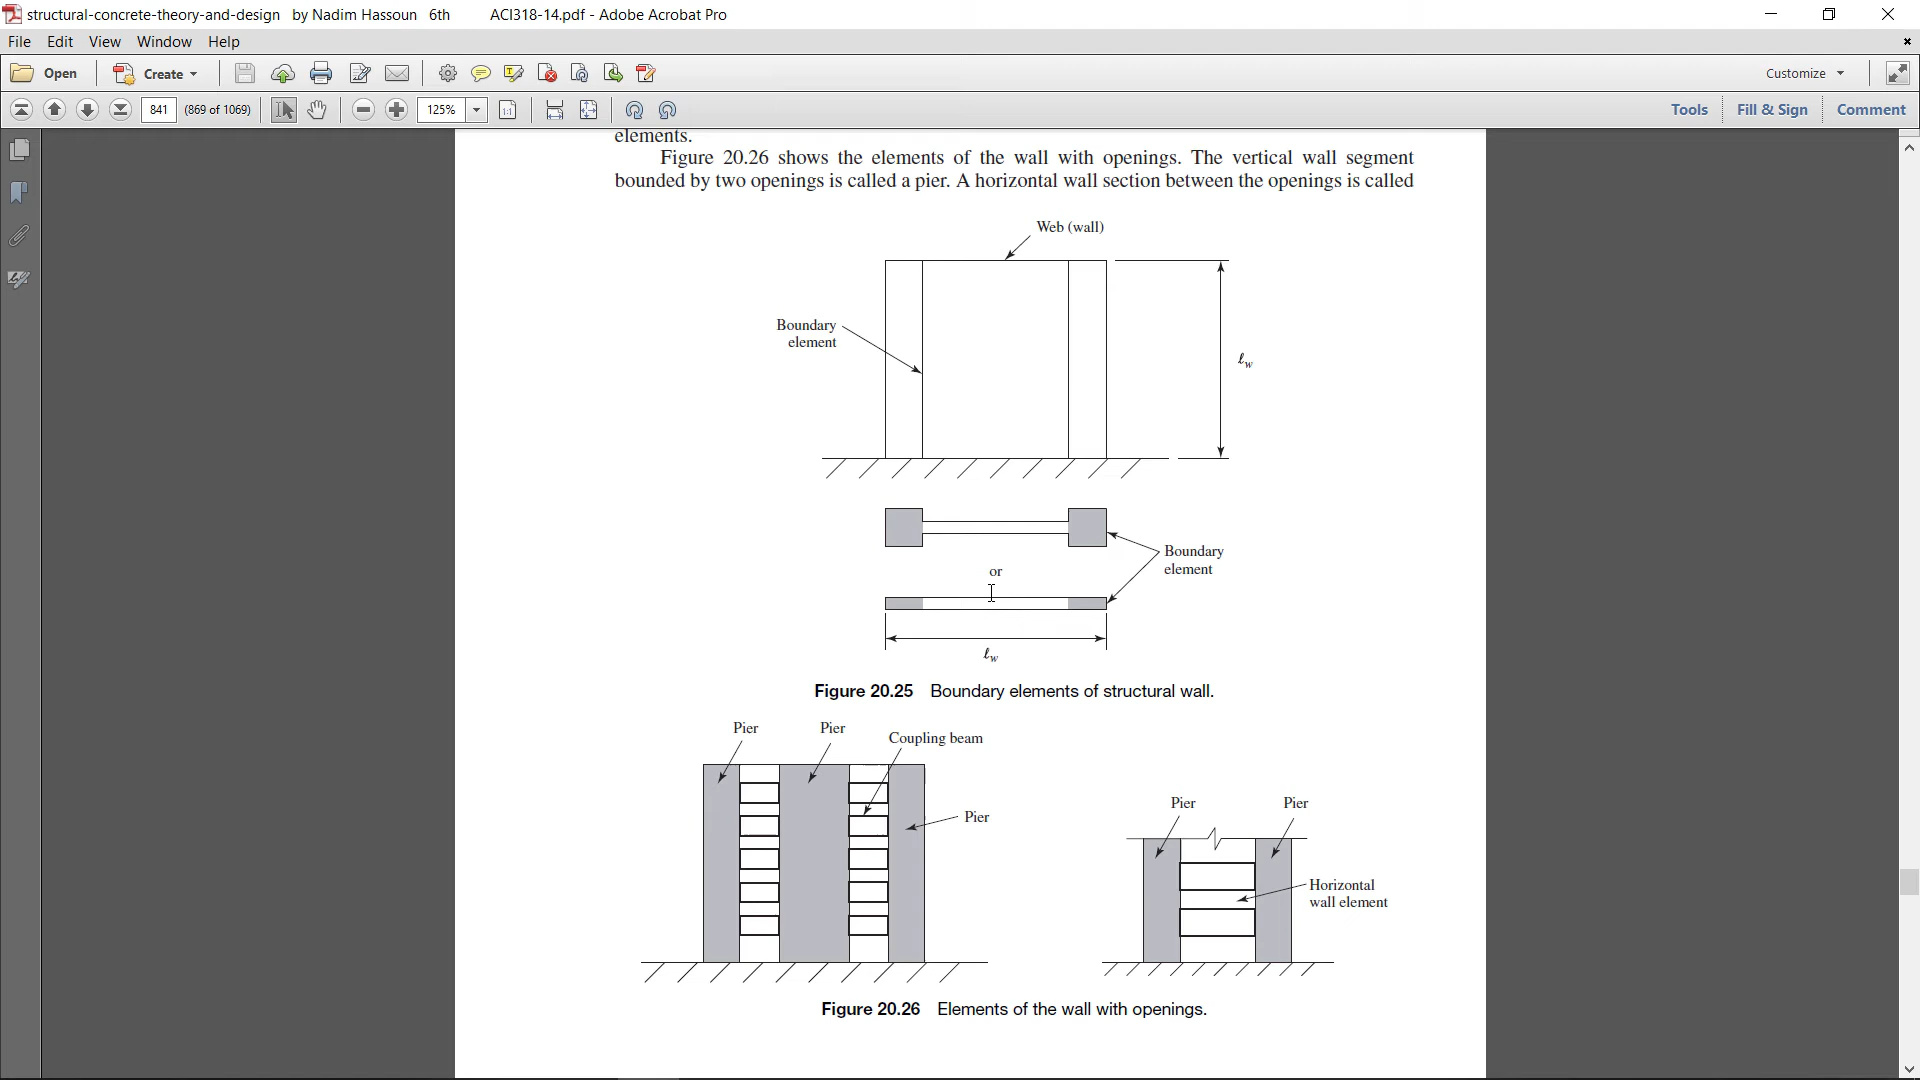 structural-concrete-theory-and-design by Nadim Hassoun 6th ACI318-14.pdf - Adobe Acrobat Pro
File Edit View Window Help
Open Create Customize
841 (869 of 1069) 125% Tools Fill & Sign Comment
elements.
Figure 20.26 shows the elements of the wall with openings. The vertical wall segment
bounded by two openings is called a pier. A horizontal wall section between the openings is called
Web (wall)
Boundary
element
ℓw
Boundary
element
or
ℓw
Figure 20.25 Boundary elements of structural wall.
Pier Pier Coupling beam
Pier
Pier Pier
Horizontal
wall element
Figure 20.26 Elements of the wall with openings.